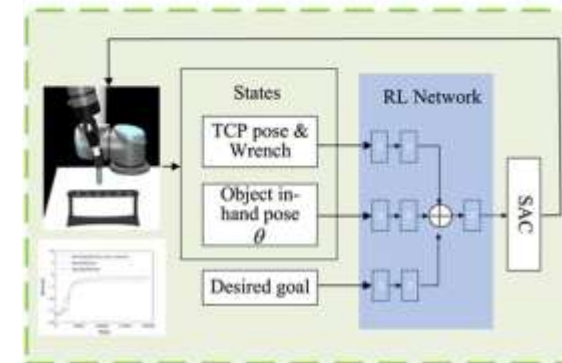 States
RL Network
TCP pose &
Wrench
Object in-
hand pose
θ
Desired goal
SAC